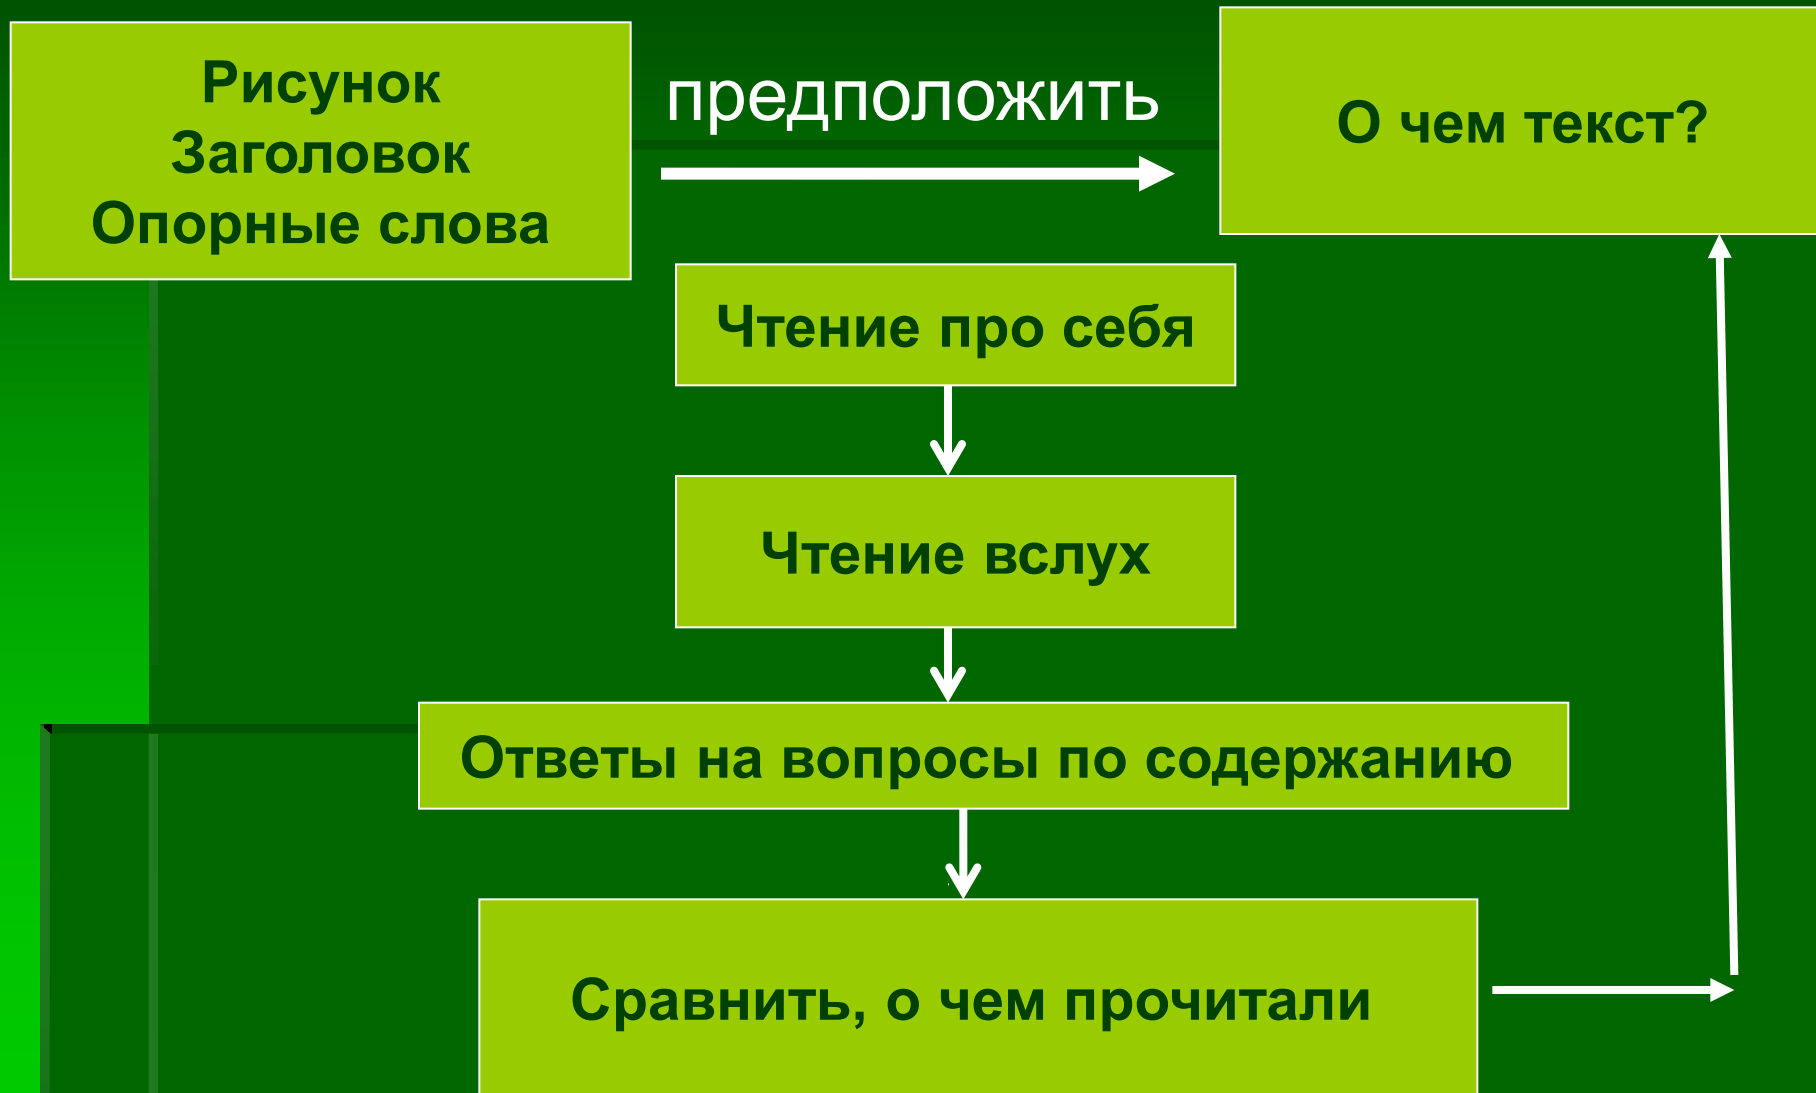 Рисунок
Заголовок
Опорные слова
предположить
О чем текст?
Чтение про себя
Чтение вслух
Ответы на вопросы по содержанию
Сравнить, о чем прочитали